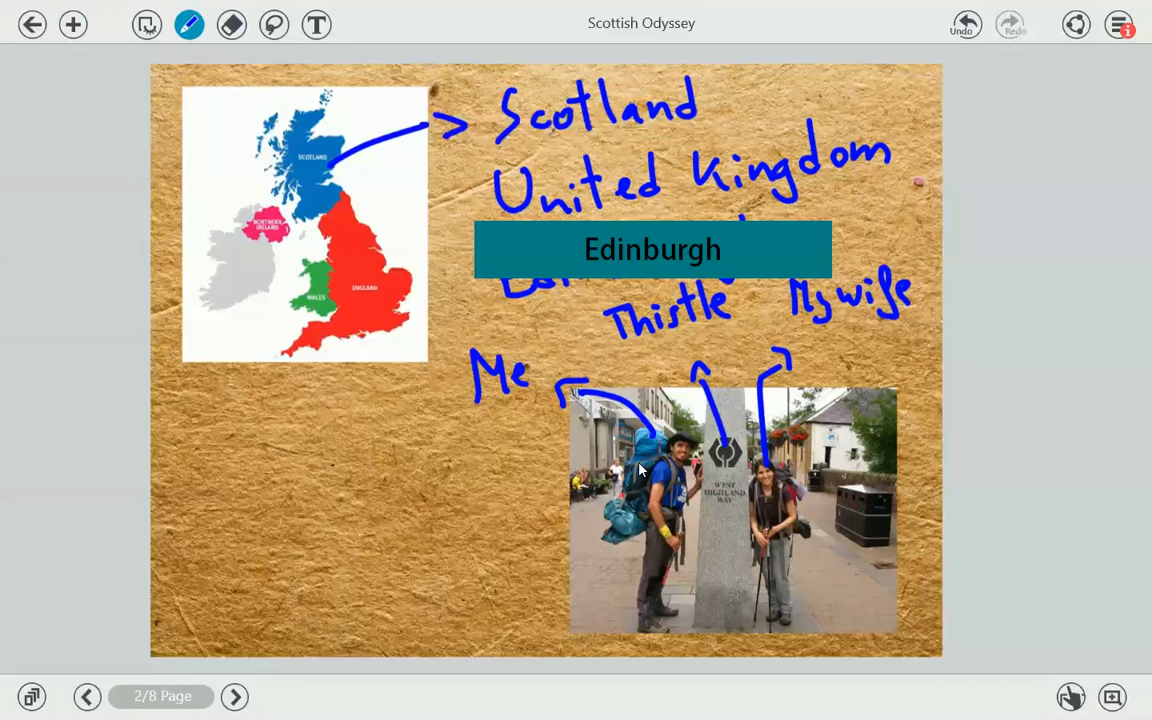 Scottish Odyssey
Undo
Redo
Scotland
United Kingdom
Edinburgh
Thistle
My wife
Me
SCOTLAND
NORTHERN
IRELAND
WALES
ENGLAND
WEST
HIGHLAND
WAY
2/8 Page